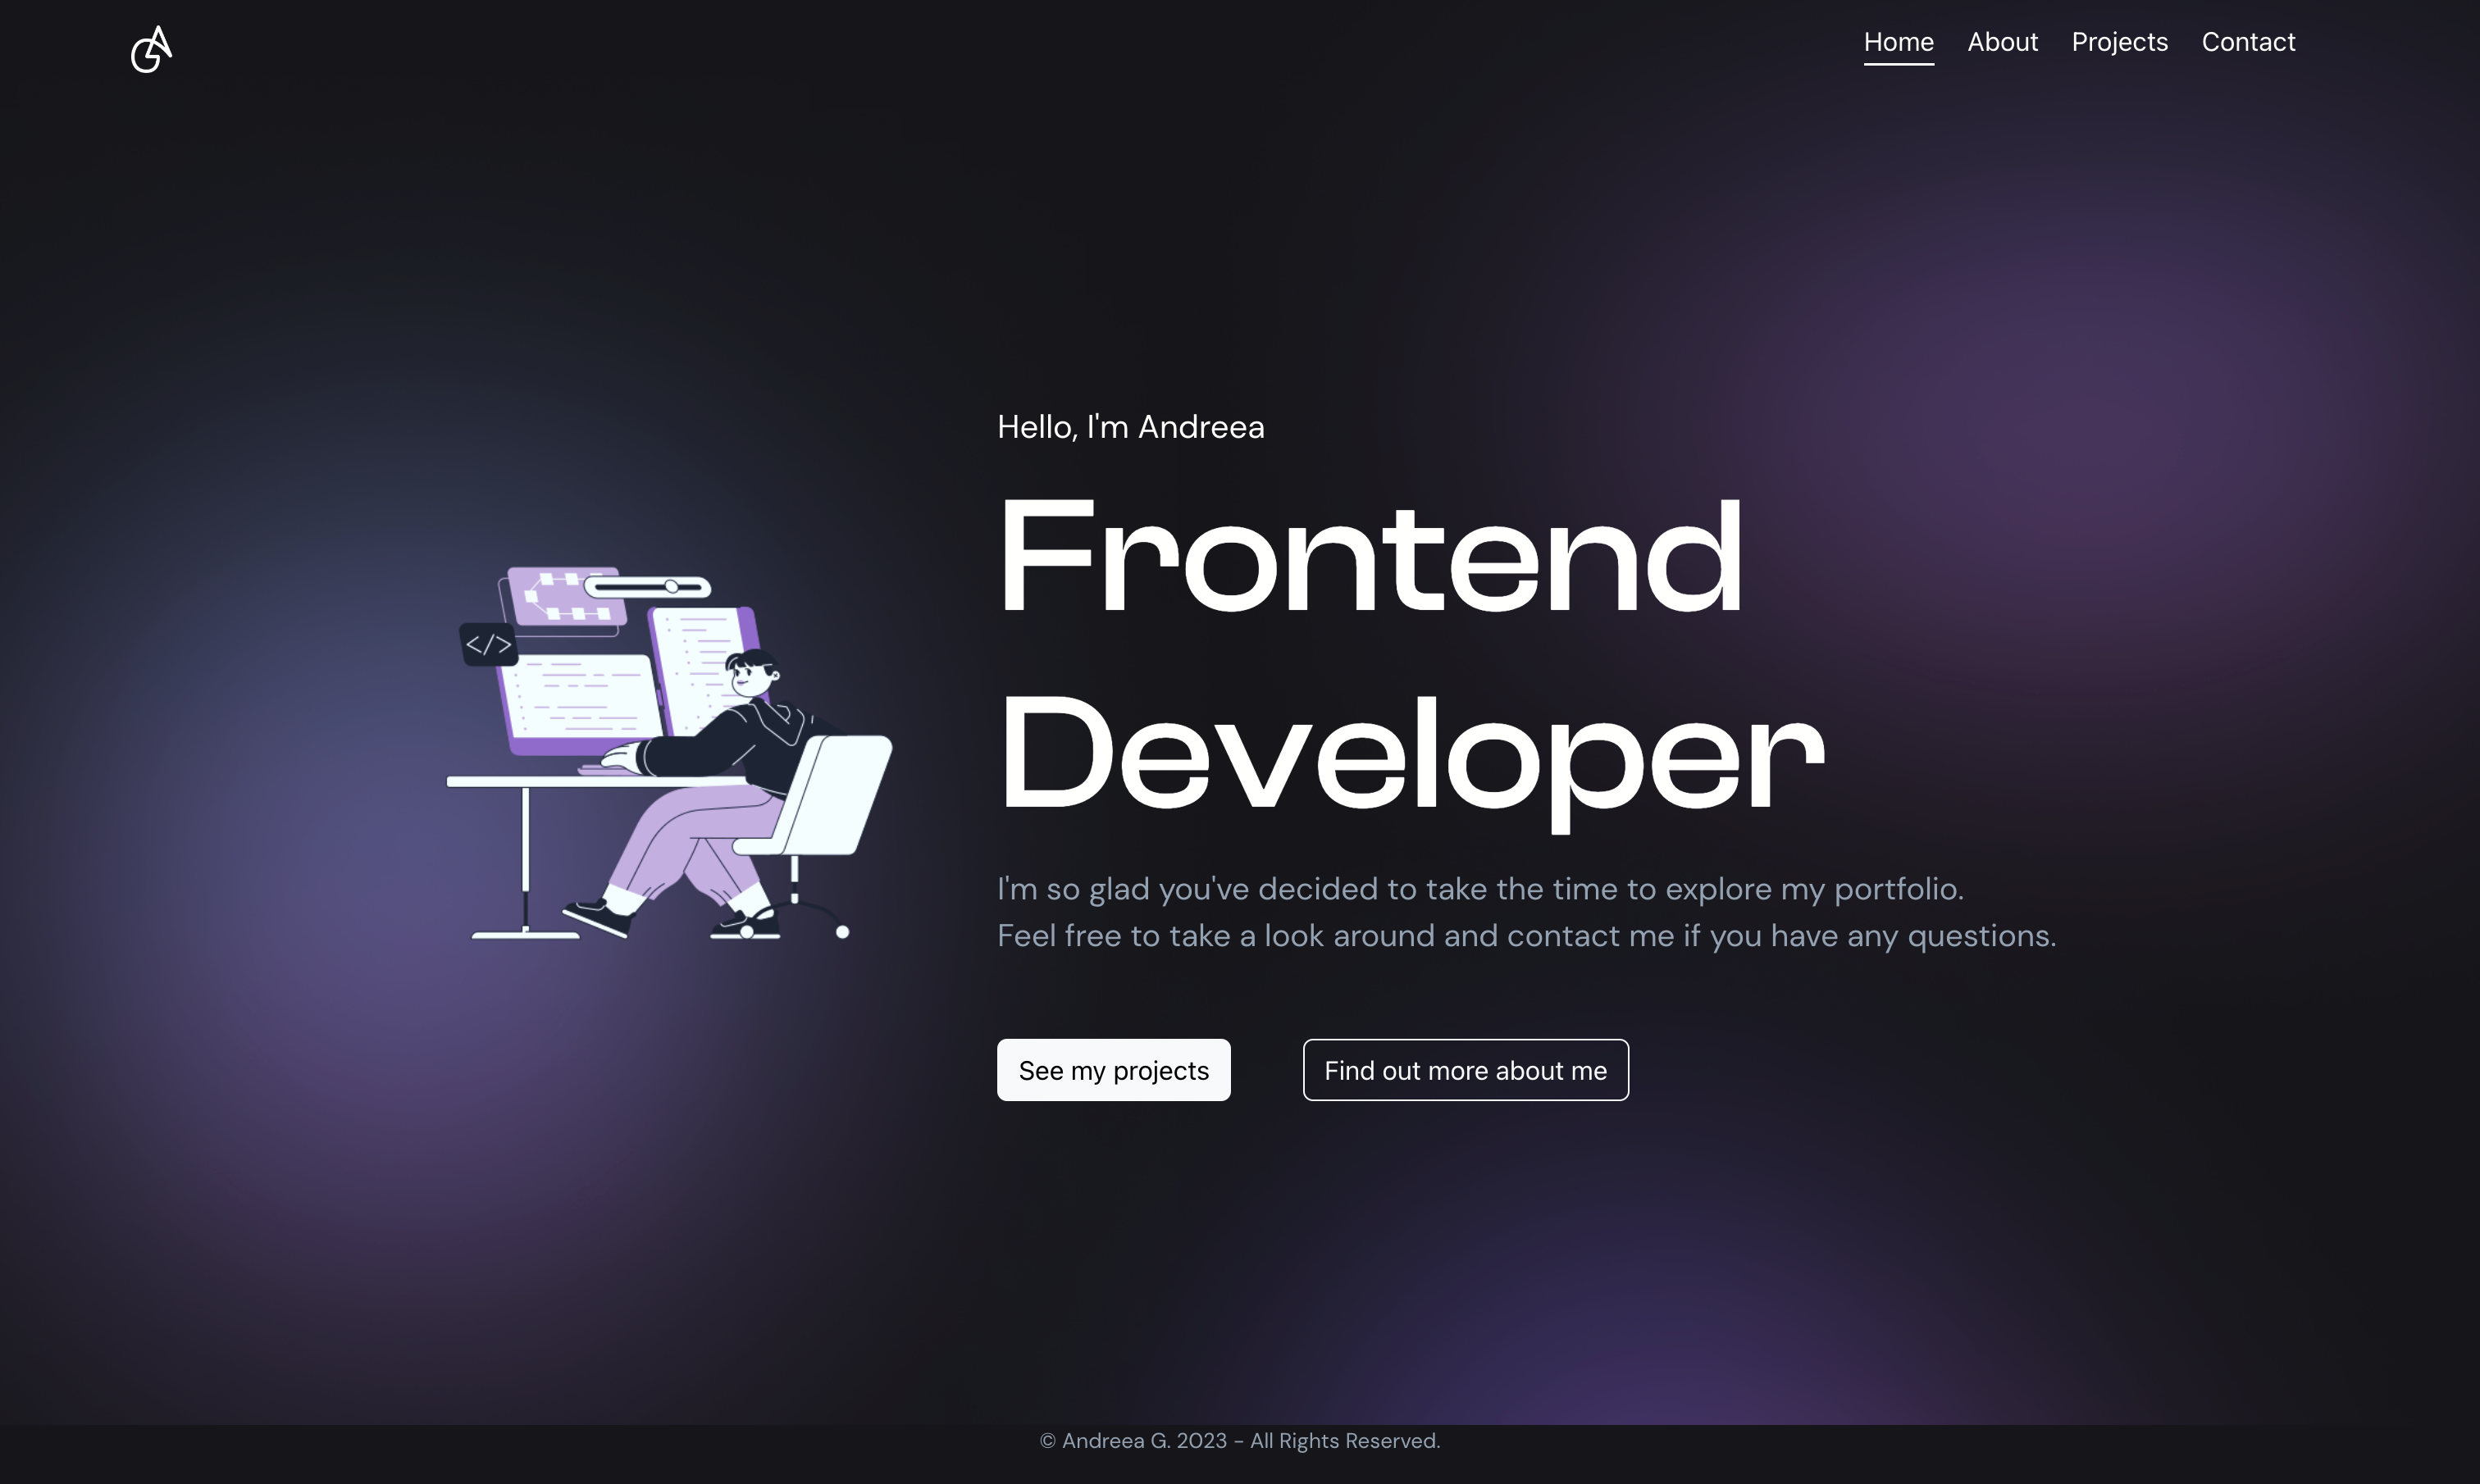 Home About Projects Contact
Hello, I'm Andreea
Frontend
Developer
I'm so glad you've decided to take the time to explore my portfolio.
Feel free to take a look around and contact me if you have any questions.
</>
See my projects Find out more about me
© Andreea G. 2023 - All Rights Reserved.